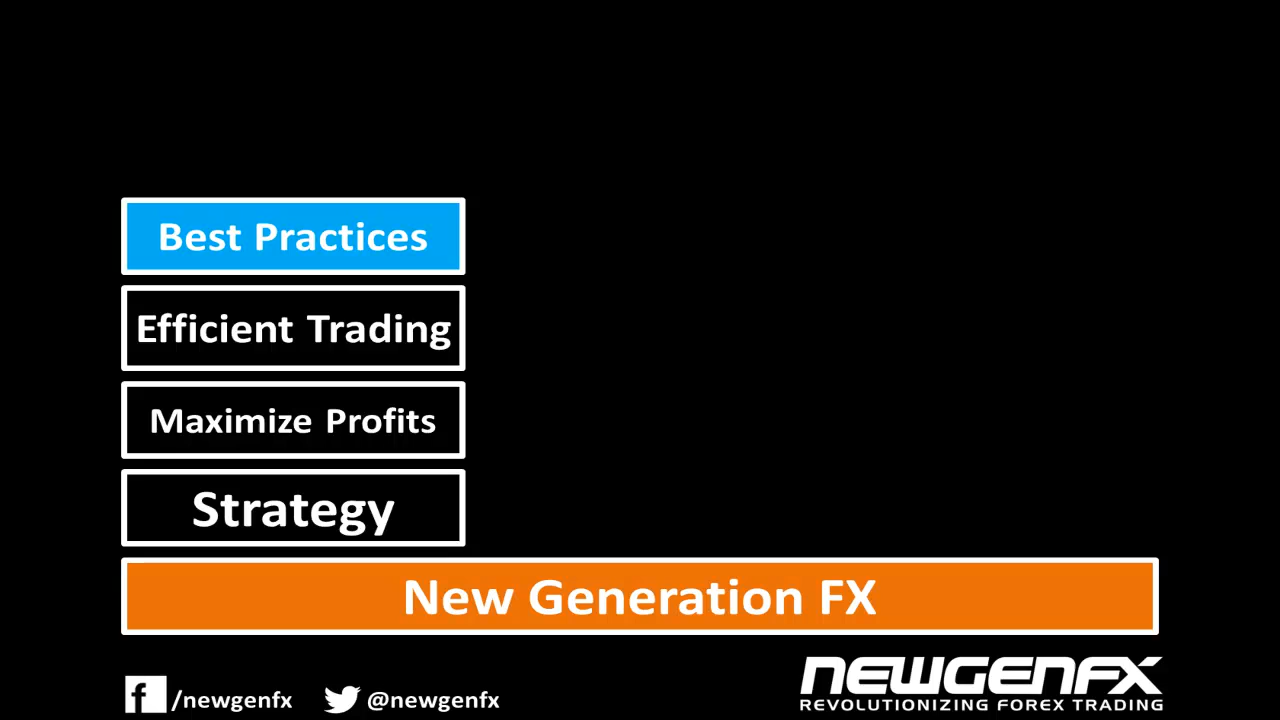 Best Practices
Efficient Trading
Maximize Profits
Strategy
New Generation FX
/newgenfx @newgenfx
NEWGENFX
REVOLUTIONIZING FOREX TRADING